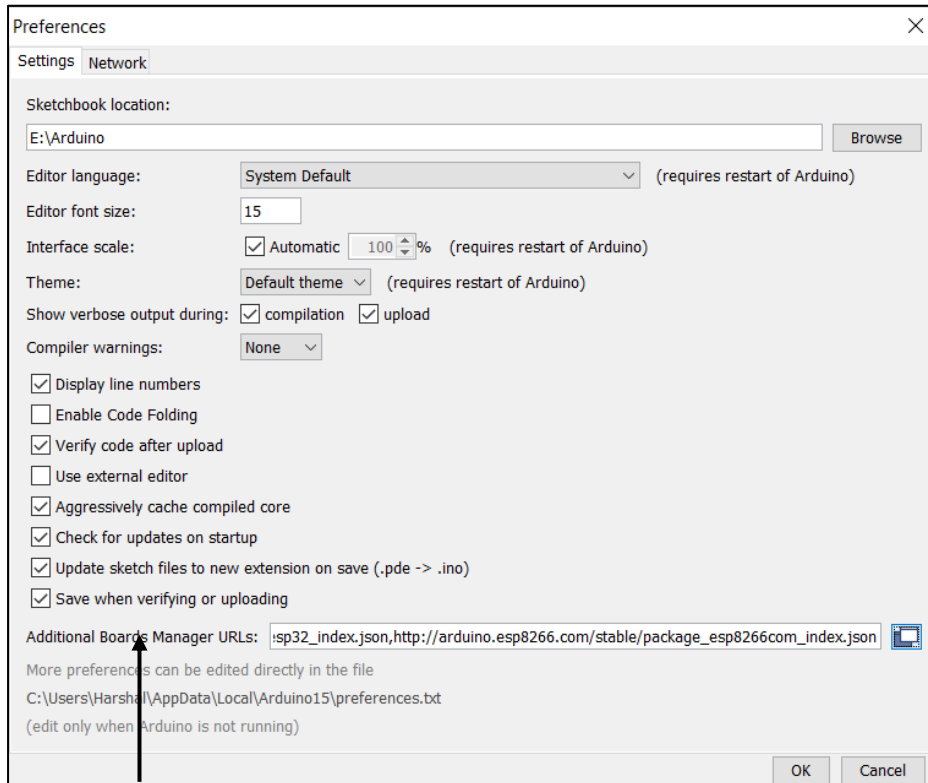 Preferences
Settings Network
Sketchbook location:
E:\Arduino Browse
Editor language: System Default (requires restart of Arduino)
Editor font size: 15
Interface scale: Automatic 100 % (requires restart of Arduino)
Theme: Default theme (requires restart of Arduino)
Show verbose output during: compilation upload
Compiler warnings: None
Display line numbers
Enable Code Folding
Verify code after upload
Use external editor
Aggressively cache compiled core
Check for updates on startup
Update sketch files to new extension on save (.pde -> .ino)
Save when verifying or uploading
Additional Boards Manager URLs: esp32_index.json,http://arduino.esp8266.com/stable/package_esp8266com_index.json
More preferences can be edited directly in the file
C:\Users\Harshal\AppData\Local\Arduino15\preferences.txt
(edit only when Arduino is not running)
OK Cancel